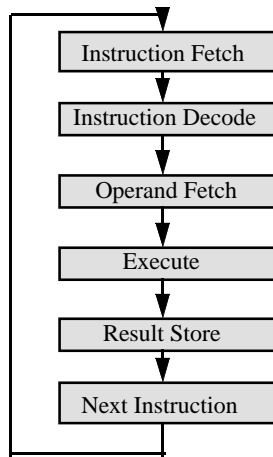 Instruction Fetch
Instruction Decode
Operand Fetch
Execute
Result Store
Next Instruction